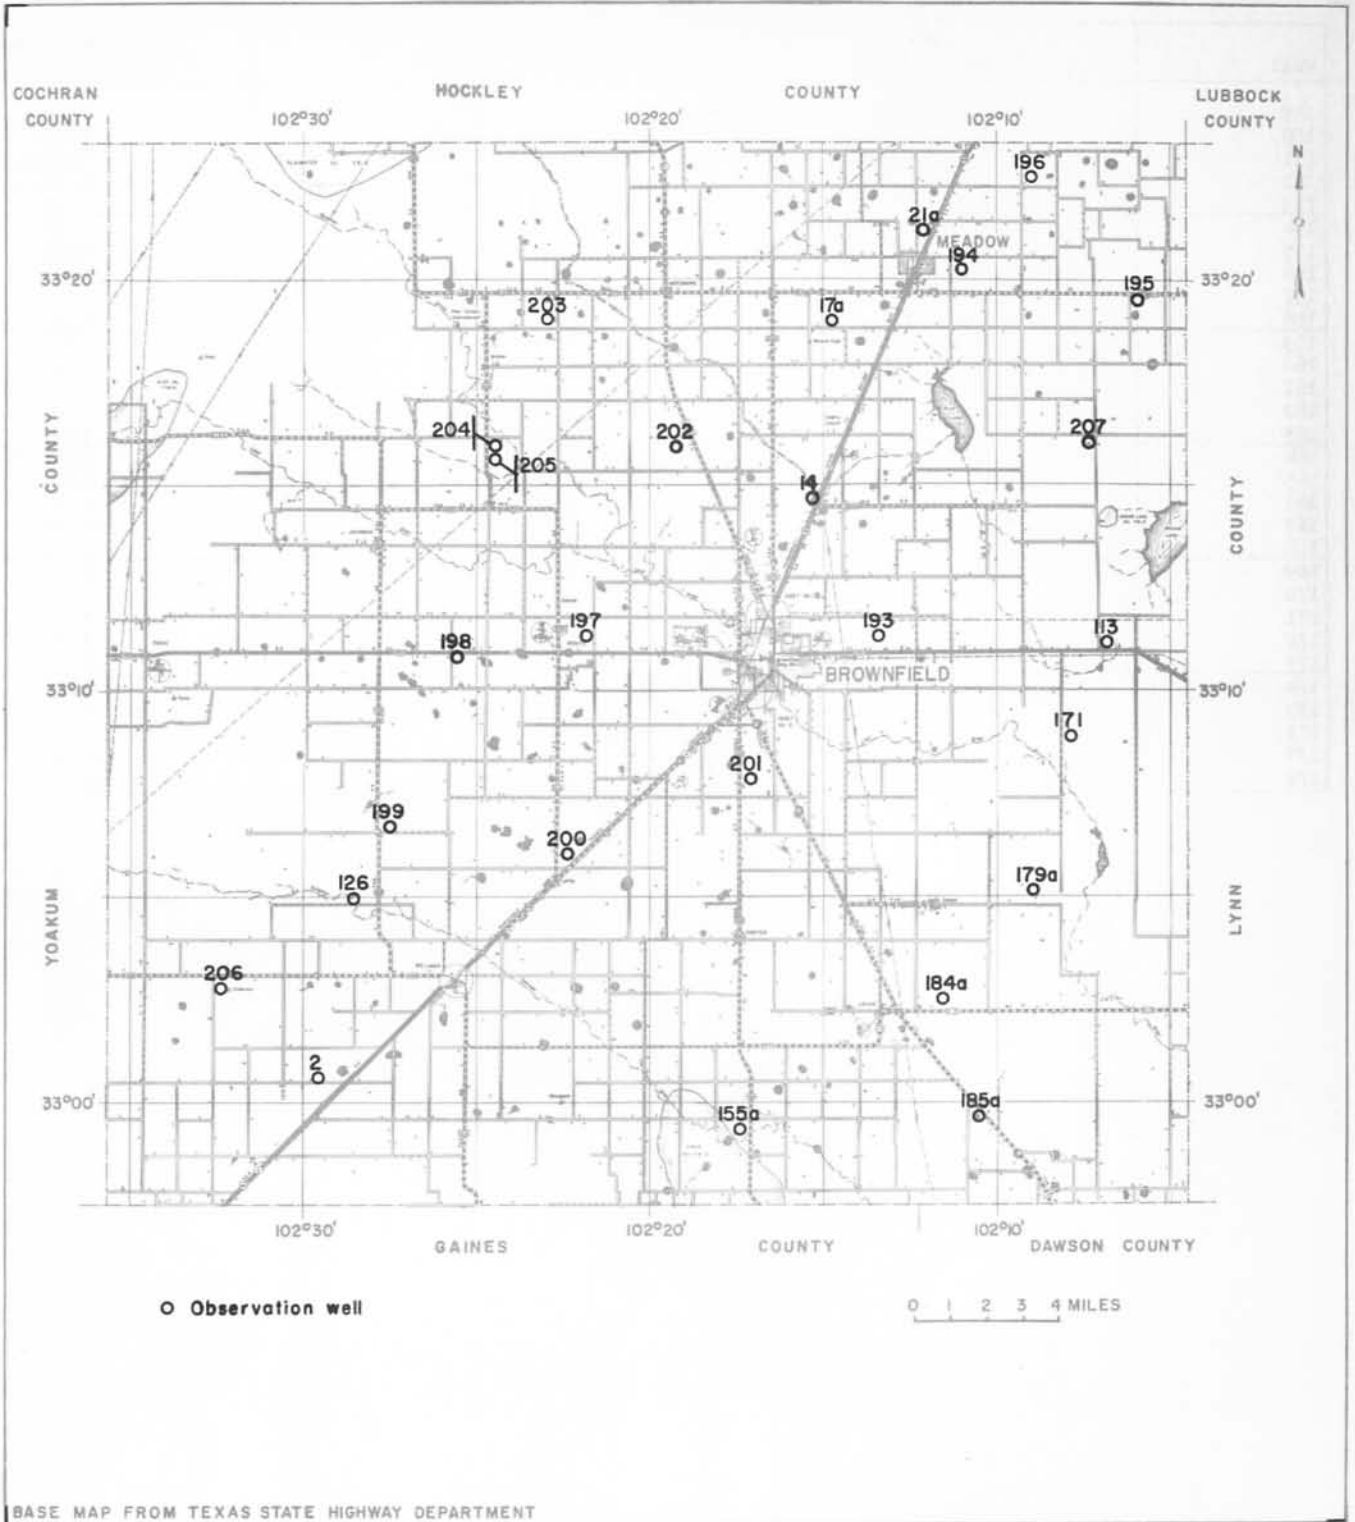 HOCKLEY COUNTY
COCHRAN COUNTY
LUBBOCK COUNTY
102°30' 102°20' 102°10'
N
196
21a
MEADOW
194
33°20' 33°20'
195
203 17a
204 202 207
205
14
COUNTY COUNTY
197 193 113
198
BROWNFIELD
33°10' 33°10'
171
201
199
200
126 179a
YOAKUM LYNN
206 184a
2
33°00' 33°00'
155a 185a
102°30' 102°20' 102°10'
GAINES COUNTY DAWSON COUNTY
Observation well
0 1 2 3 4 MILES
BASE MAP FROM TEXAS STATE HIGHWAY DEPARTMENT